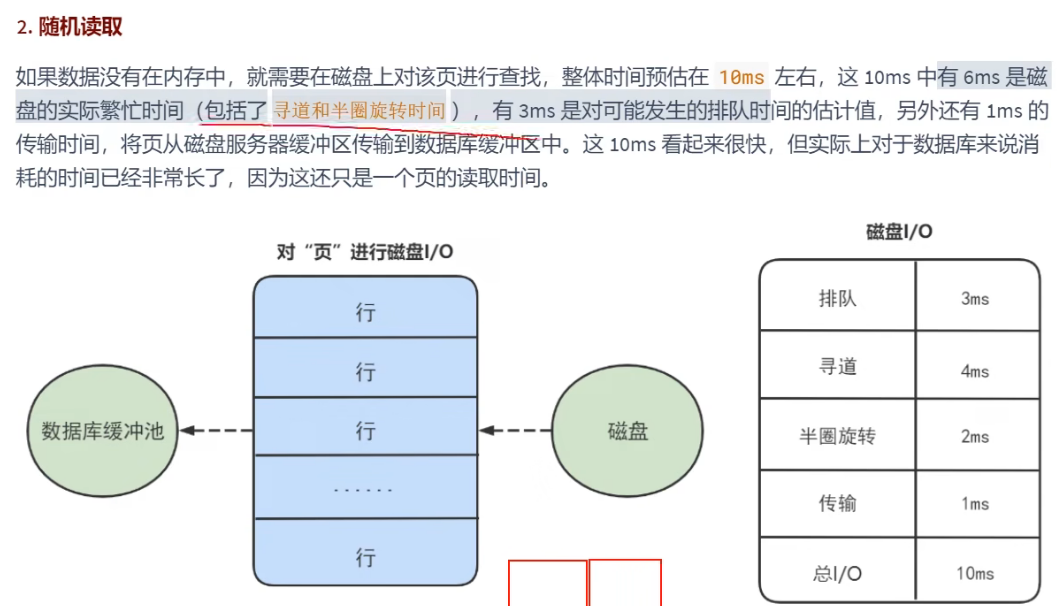 2. 随机读取
如果数据没有在内存中，就需要在磁盘上对该页进行查找，整体时间预估在 10ms 左右，这 10ms 中有 6ms 是磁
盘的实际繁忙时间（包括了 寻道和半圈旋转时间 ），有 3ms 是对可能发生的排队时间的估计值，另外还有 1ms 的
传输时间，将页从磁盘服务器缓冲区传输到数据库缓冲区中。这 10ms 看起来很快，但实际上对于数据库来说消
耗的时间已经非常长了，因为这还只是一个页的读取时间。
对“页”进行磁盘I/O
行
行
行
......
行
数据库缓冲池
磁盘
磁盘I/O
排队 3ms
寻道 4ms
半圈旋转 2ms
传输 1ms
总I/O 10ms